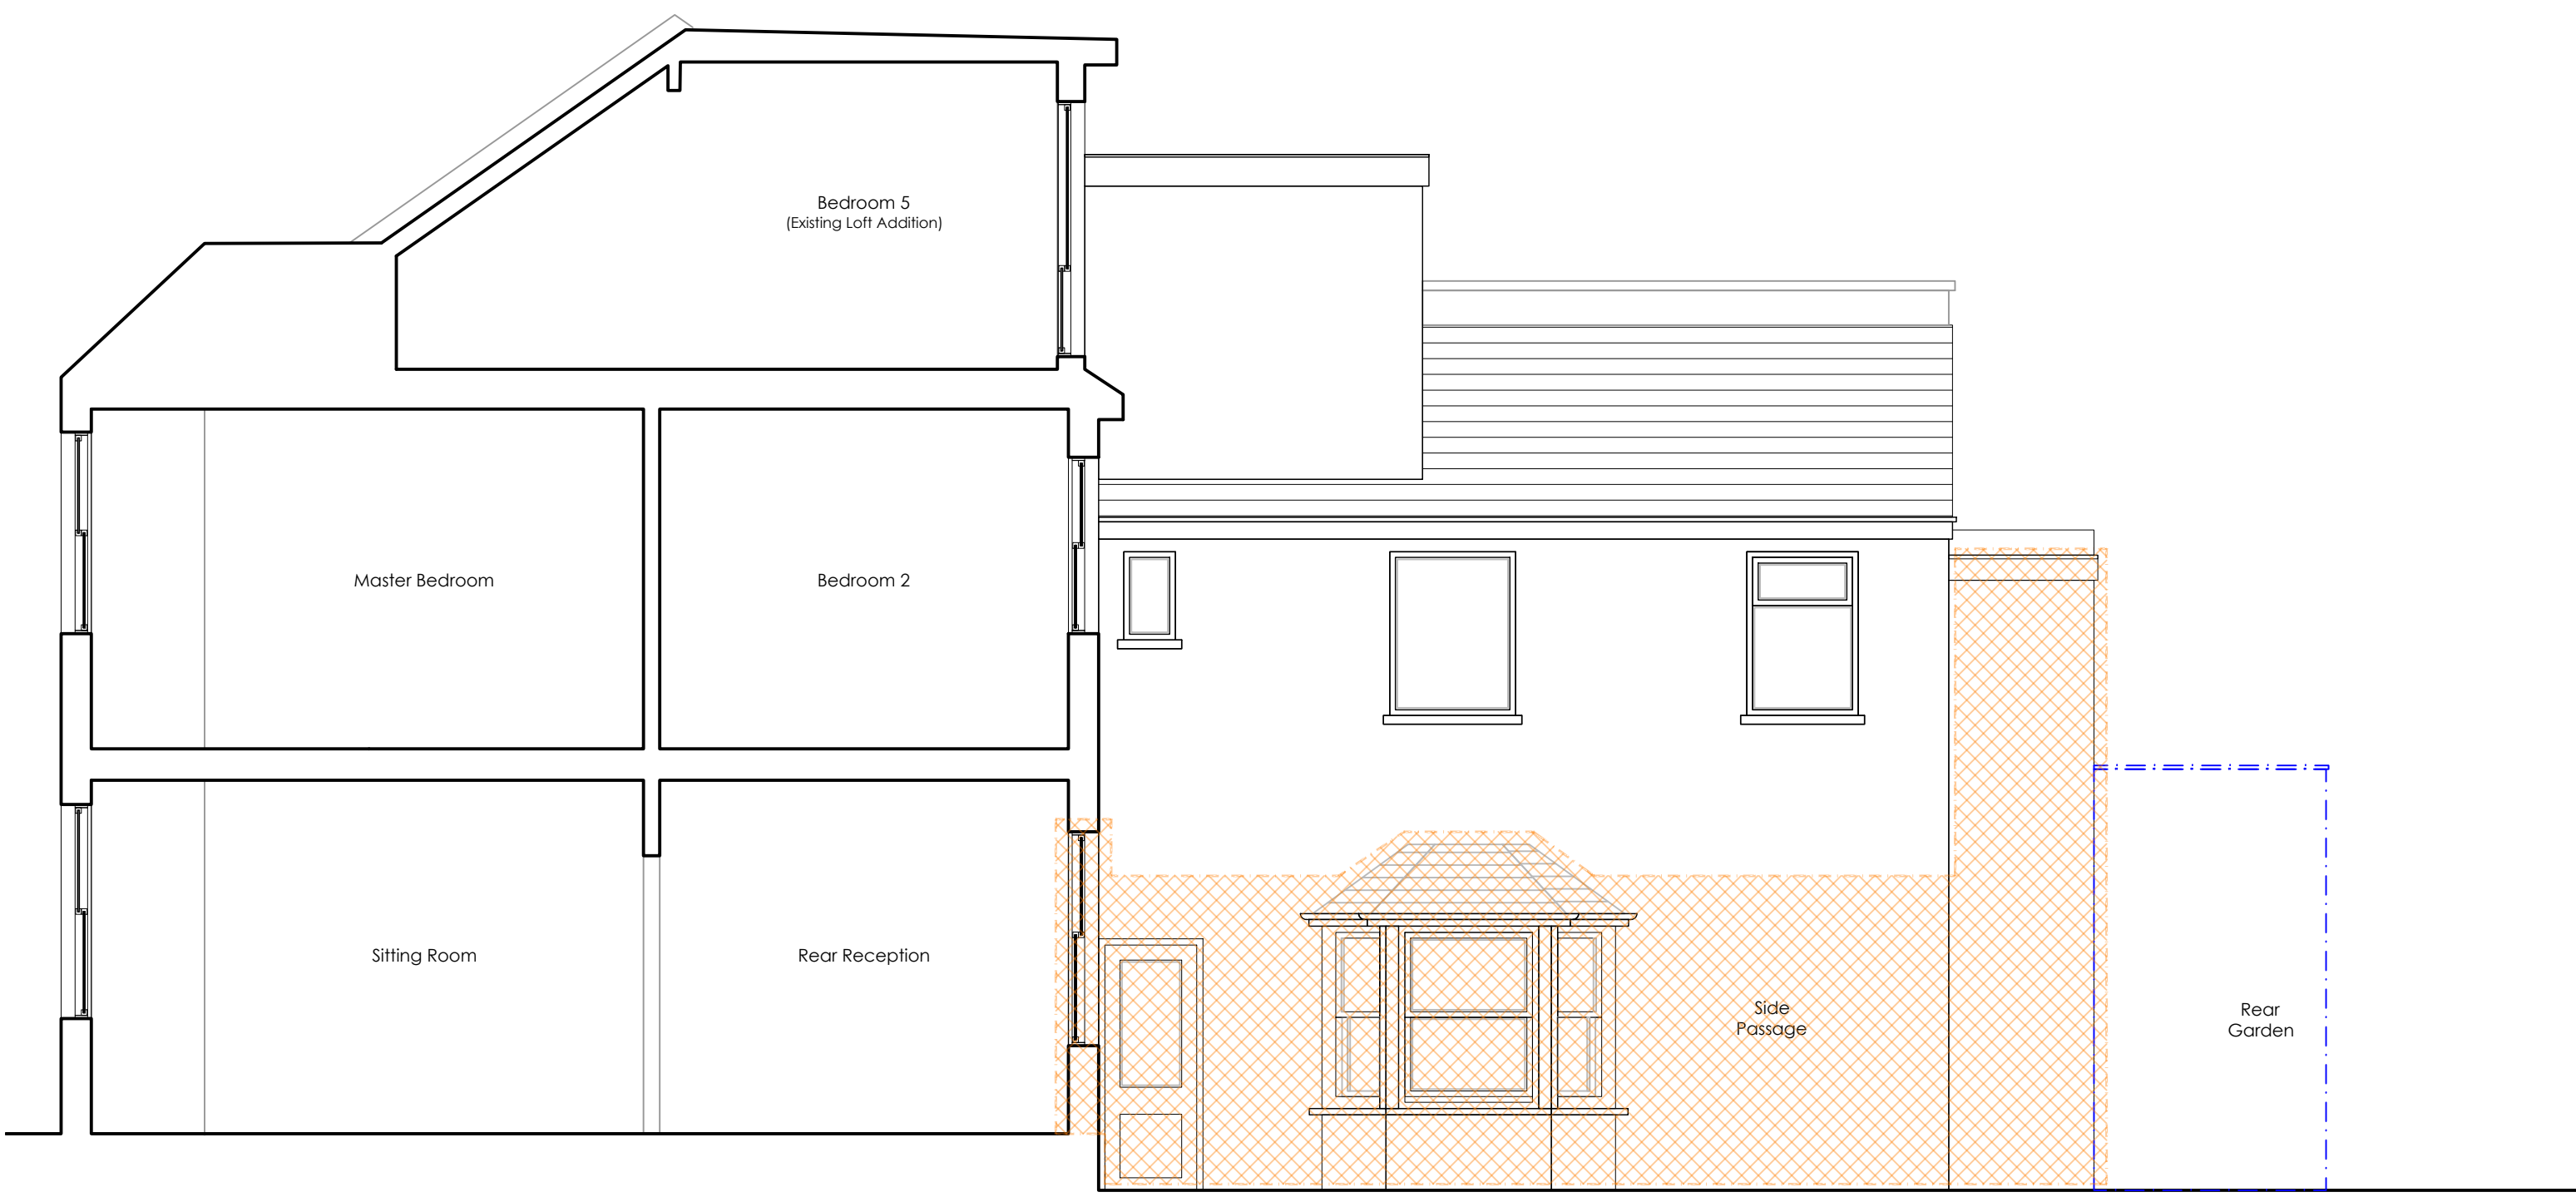 Bedroom 5
(Existing Loft Addition)
Master Bedroom
Bedroom 2
Sitting Room
Rear Reception
Side
Passage
Rear
Garden